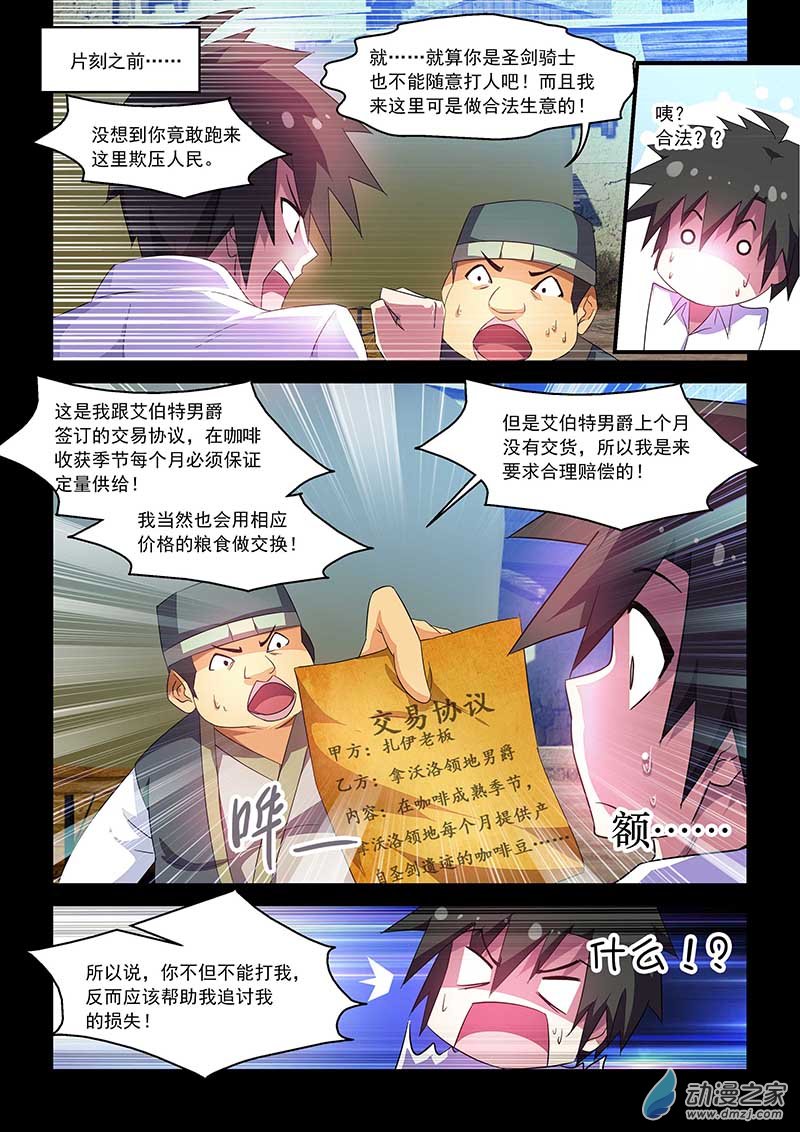 片刻之前……
没想到你竟敢跑来
这里欺压人民。
就……就算你是圣剑骑士
也不能随意打人吧！而且我
来这里可是做合法生意的！
咦？
合法？？
这是我跟艾伯特男爵
签订的交易协议，在咖啡
收获季节每个月必须保证
定量供给！
我当然也会用相应
价格的粮食做交换！
但是艾伯特男爵上个月
没有交货，所以我是来
要求合理赔偿的！
交易协议
甲方：扎伊老板
乙方：拿沃洛领地男爵
内容：在咖啡成熟季节，
拿沃洛领地每个月提供产
自圣剑遗迹的咖啡豆……
哗—
额……
所以说，你不但不能打我，
反而应该帮助我追讨我
的损失！
什么！？
动漫之家
www.dmzj.com